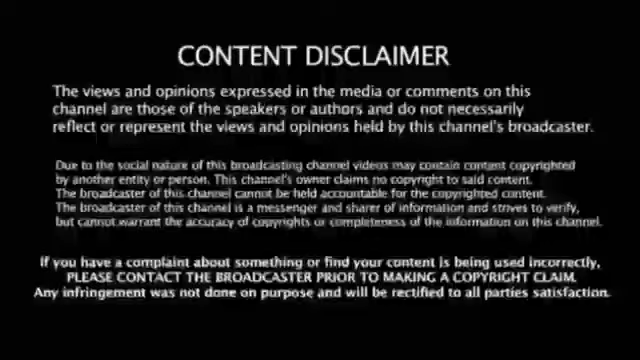 CONTENT DISCLAIMER
The views and opinions expressed in the media or comments on this
channel are those of the speakers or authors and do not necessarily
reflect or represent the views and opinions held by this channel's broadcaster.
Due to the social nature of this broadcasting channel videos may contain content copyrighted
by another entity or person. This channel's owner claims no copyright to said content.
The broadcaster of this channel cannot be held accountable for the copyrighted content.
The broadcaster of this channel is a messenger and sharer of information and strives to verify,
but cannot warrant the accuracy of copyrights or completeness of the information on this channel.
If you have a complaint about something or find your content is being used incorrectly,
PLEASE CONTACT THE BROADCASTER PRIOR TO MAKING A COPYRIGHT CLAIM.
Any infringement was not done on purpose and will be rectified to all parties satisfaction.